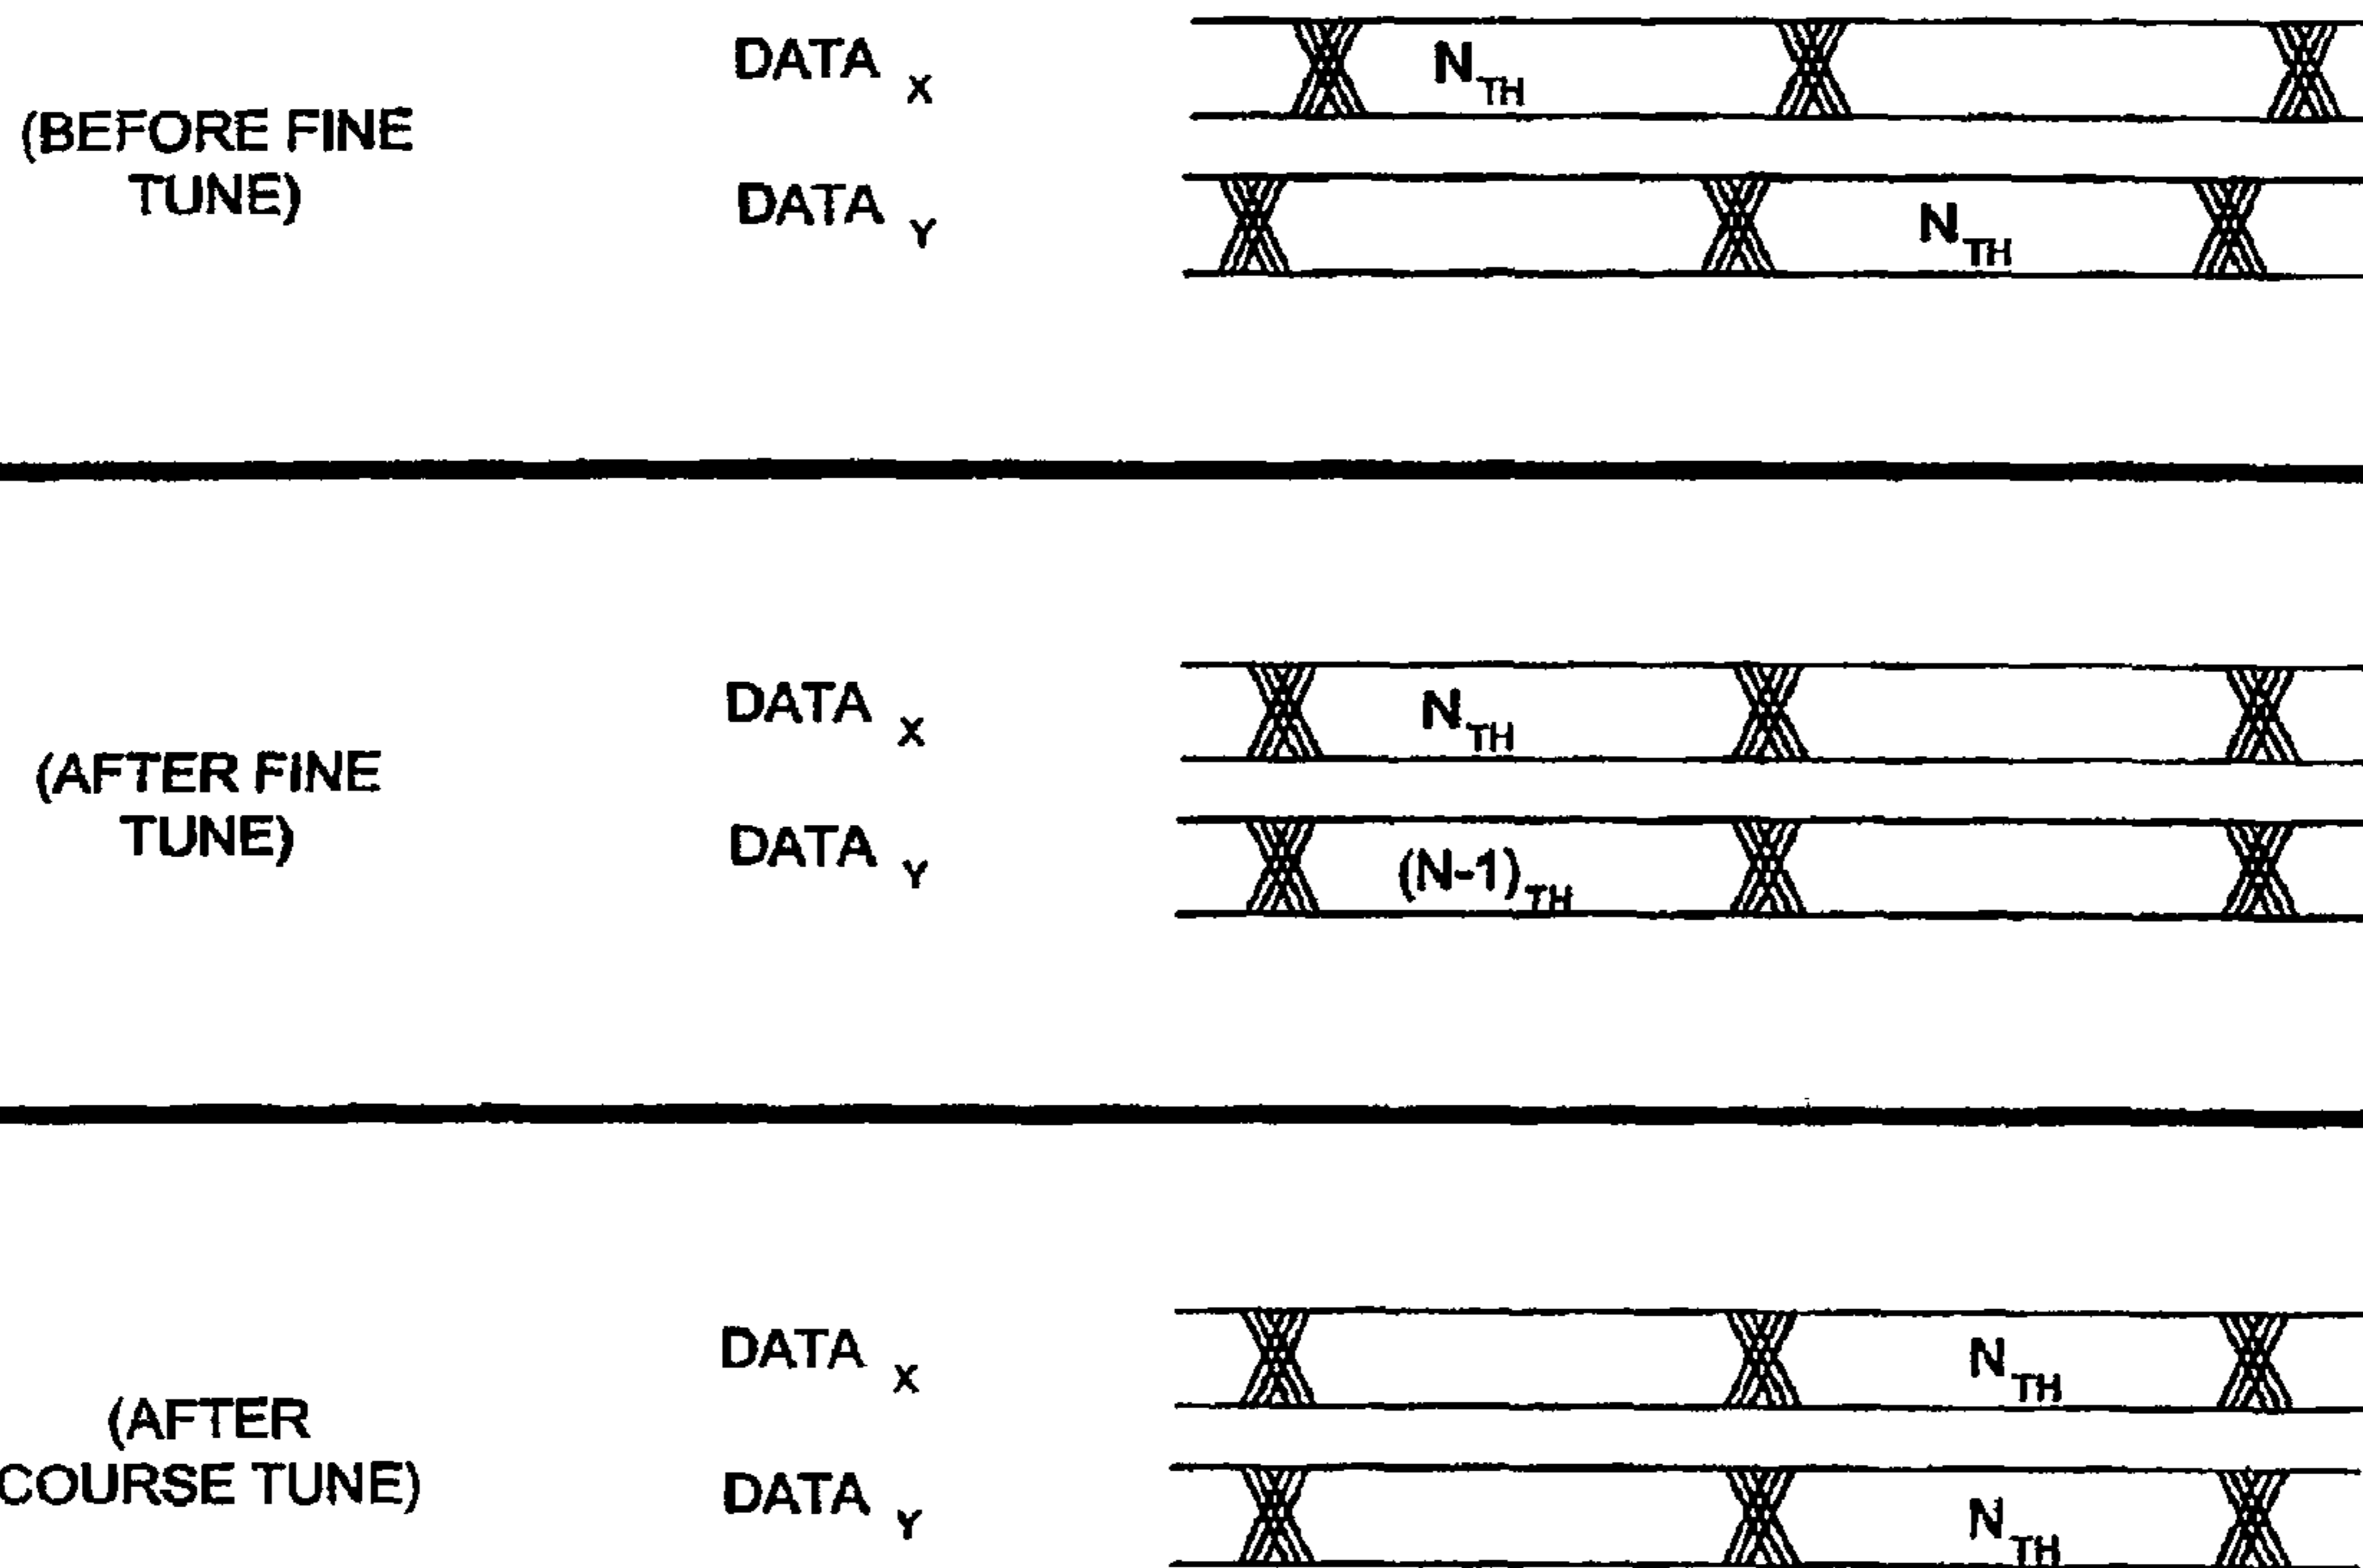 DATA X N TH
(BEFORE FINE
TUNE)
DATA Y N TH
DATA X N TH
(AFTER FINE
TUNE)
DATA Y (N-1) TH
DATA X N TH
(AFTER
COURSE TUNE)
DATA Y N TH